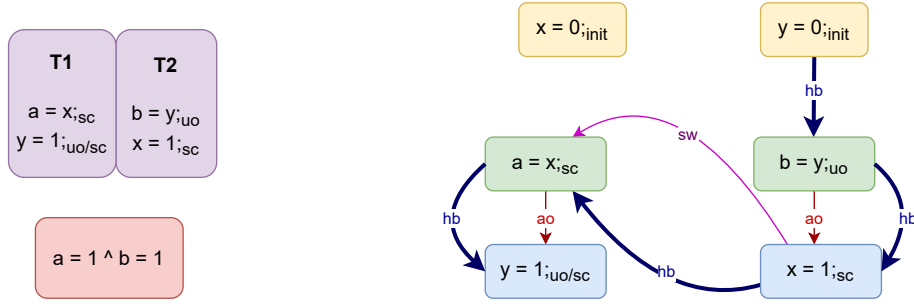 T1
a = x;sc
y = 1;uo/sc
T2
b = y;uo
x = 1;sc
a = 1 ^ b = 1
x = 0;init
y = 0;init
hb
sw
a = x;sc
b = y;uo
hb
ao
ao
hb
hb
y = 1;uo/sc
x = 1;sc